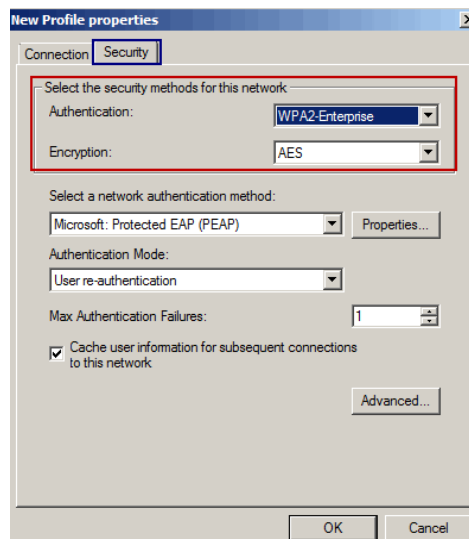 New Profile properties
Connection
Security
Select the security methods for this network
Authentication:
WPA2-Enterprise
Encryption:
AES
Select a network authentication method:
Microsoft: Protected EAP (PEAP)
Properties...
Authentication Mode:
User re-authentication
Max Authentication Failures:
1
Cache user information for subsequent connections
to this network
Advanced...
OK
Cancel